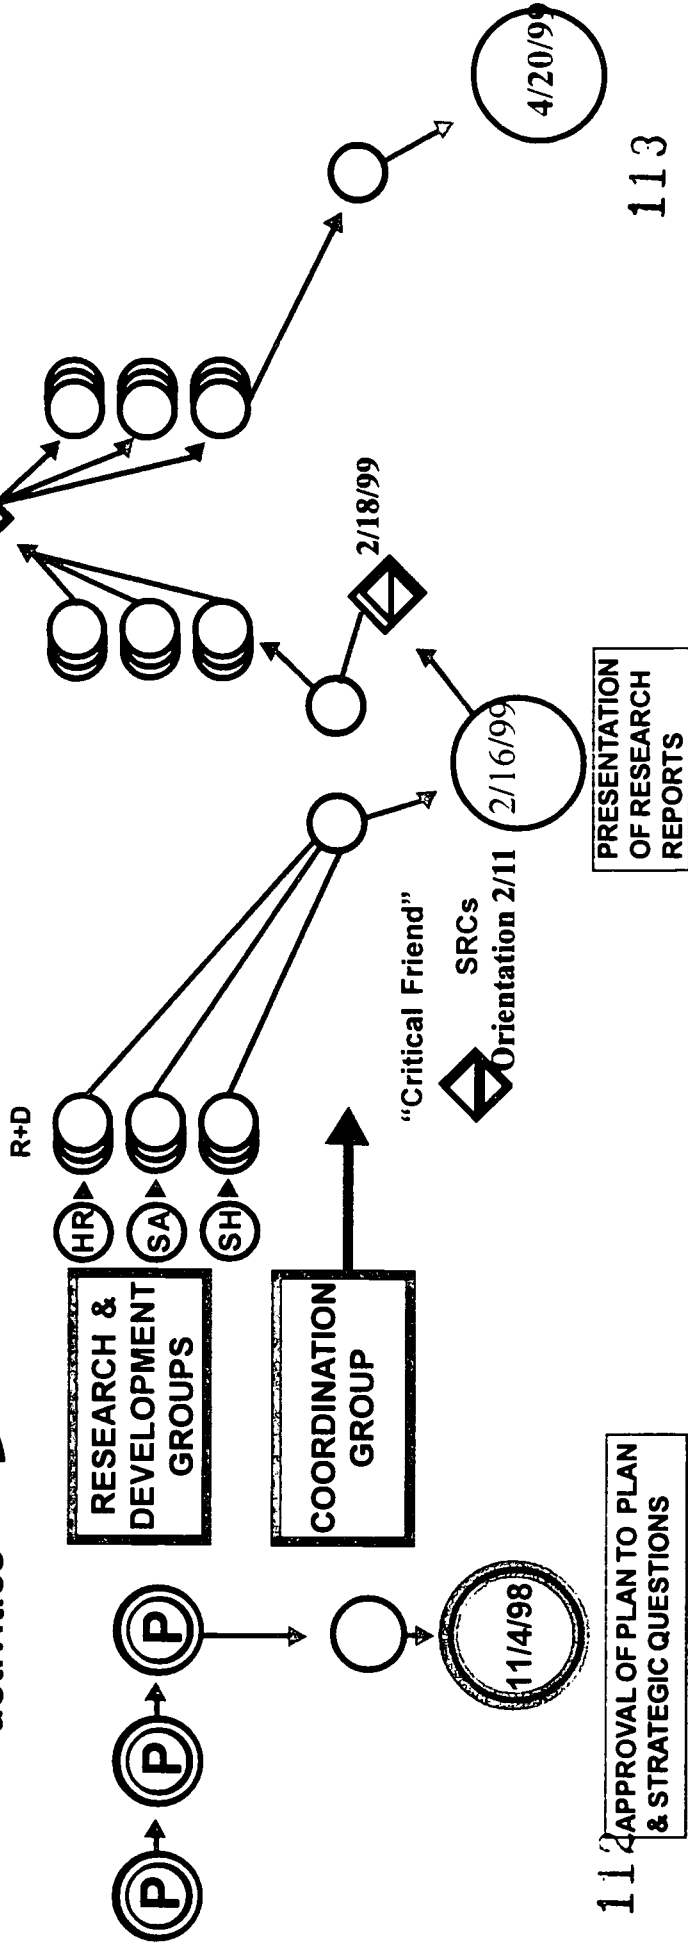 R+D
RESEARCH &
DEVELOPMENT
GROUPS
HR
SA
SH
P
P
P
COORDINATION
GROUP
"Critical Friend"
SRCs
Orientation 2/11
2/18/99
11/4/98
2/16/99
4/20/99
APPROVAL OF PLAN TO PLAN
& STRATEGIC QUESTIONS
PRESENTATION
OF RESEARCH
REPORTS
112
113